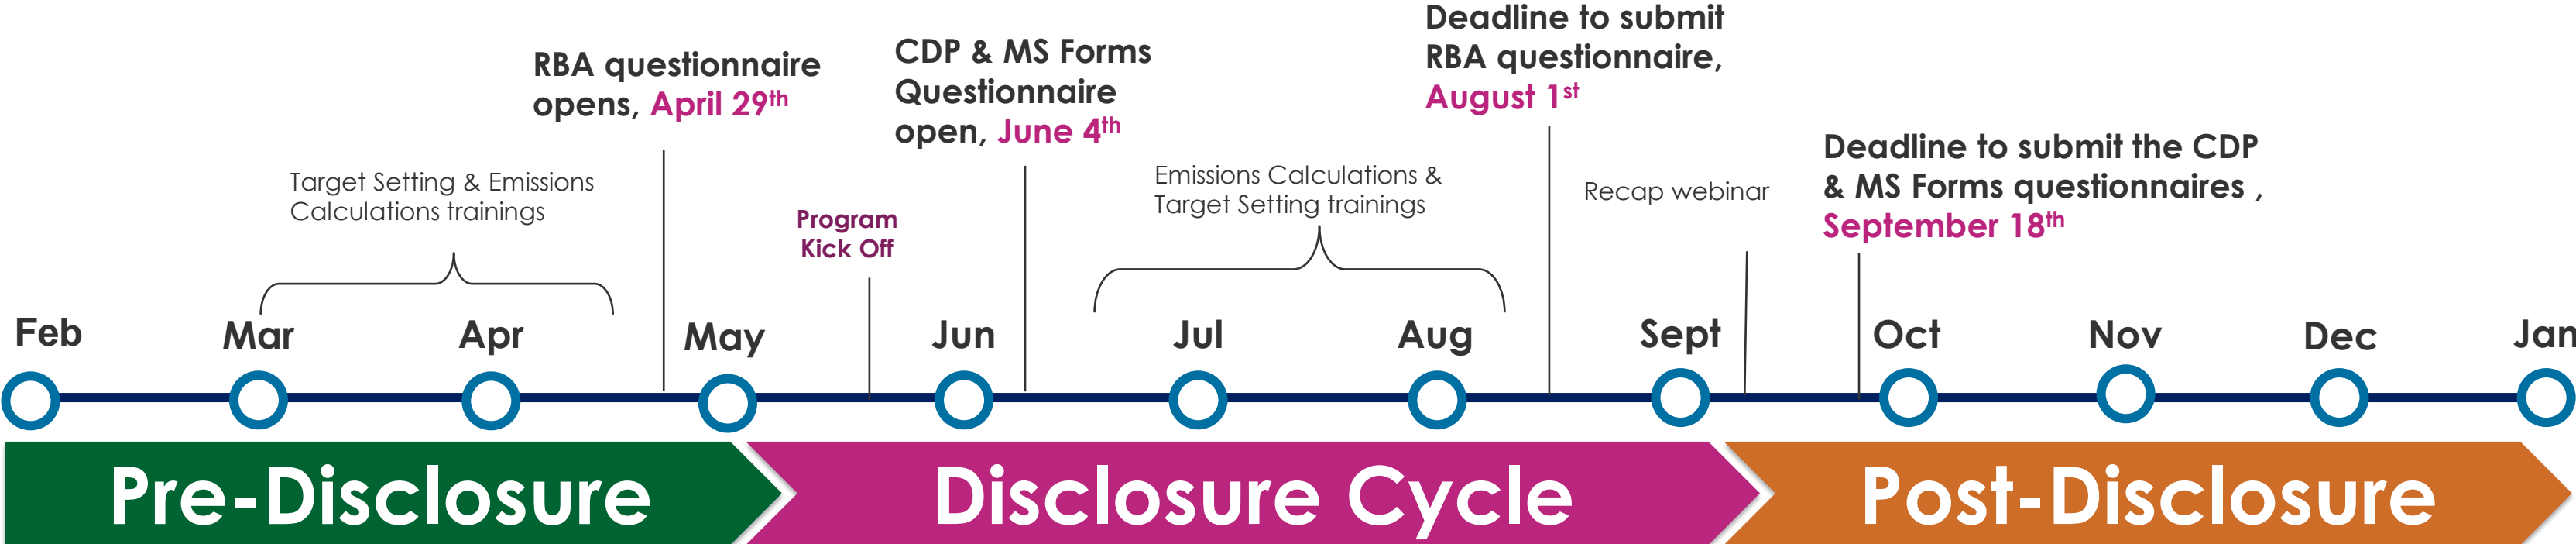 RBA questionnaire
opens, April 29th
CDP & MS Forms
Questionnaire
open, June 4th
Deadline to submit
RBA questionnaire,
August 1st
Deadline to submit the CDP
& MS Forms questionnaires ,
September 18th
Target Setting & Emissions
Calculations trainings
Program
Kick Off
Emissions Calculations &
Target Setting trainings
Recap webinar
Feb
Mar
Apr
May
Jun
Jul
Aug
Sept
Oct
Nov
Dec
Jan
Pre-Disclosure
Disclosure Cycle
Post-Disclosure